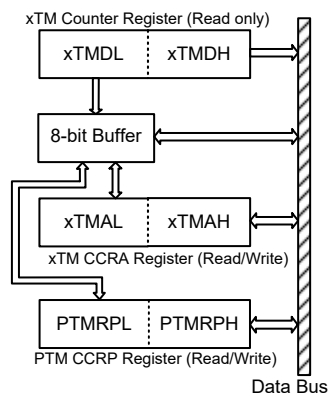 xTM Counter Register (Read only)
xTMDL xTMDH
8-bit Buffer
xTMAL xTMAH
xTM CCRA Register (Read/Write)
PTMRPL PTMRPH
PTM CCRP Register (Read/Write)
Data Bus